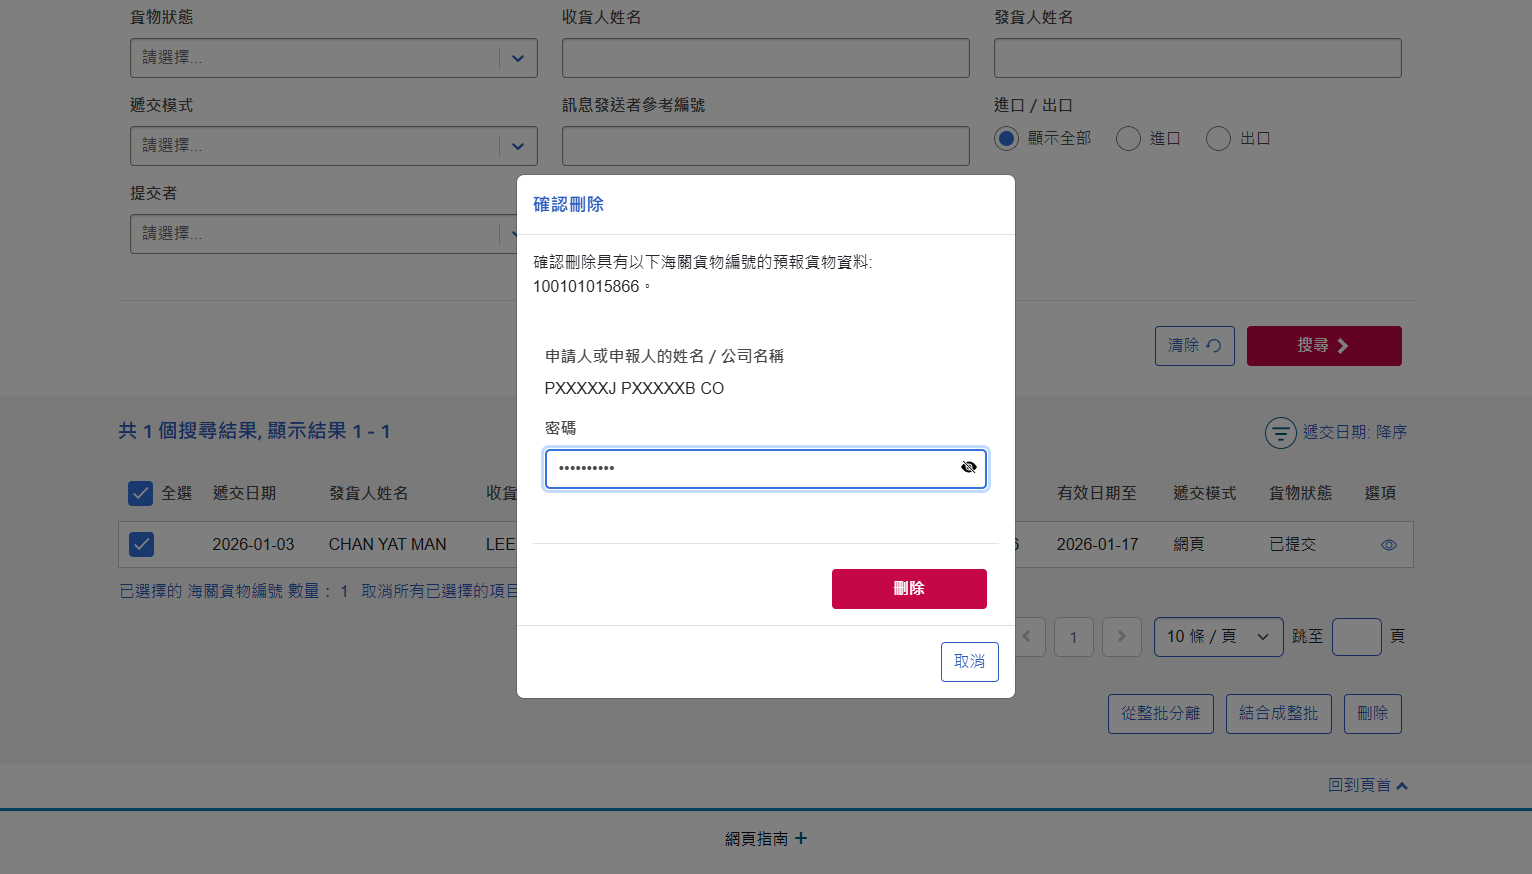 貨物狀態
收貨人姓名
發貨人姓名
請選擇...
遞交模式
訊息發送者參考編號
進口 / 出口
請選擇...
顯示全部
進口
出口
提交者
請選擇...
確認刪除
確認刪除具有以下海關貨物編號的預報貨物資料:
100101015866。
申請人或申報人的姓名 / 公司名稱
PXXXXXJ PXXXXXB CO
密碼
••••••••••
刪除
取消
清除
搜尋
共 1 個搜尋結果, 顯示結果 1 - 1
遞交日期: 降序
全選 遞交日期 發貨人姓名 收貨 有效日期至 遞交模式 貨物狀態 選項
2026-01-03 CHAN YAT MAN LEE 6 2026-01-17 網頁 已提交
已選擇的 海關貨物編號 數量： 1 取消所有已選擇的項目
1
10 條 / 頁
跳至
頁
從整批分離
結合成整批
刪除
回到頁首
網頁指南